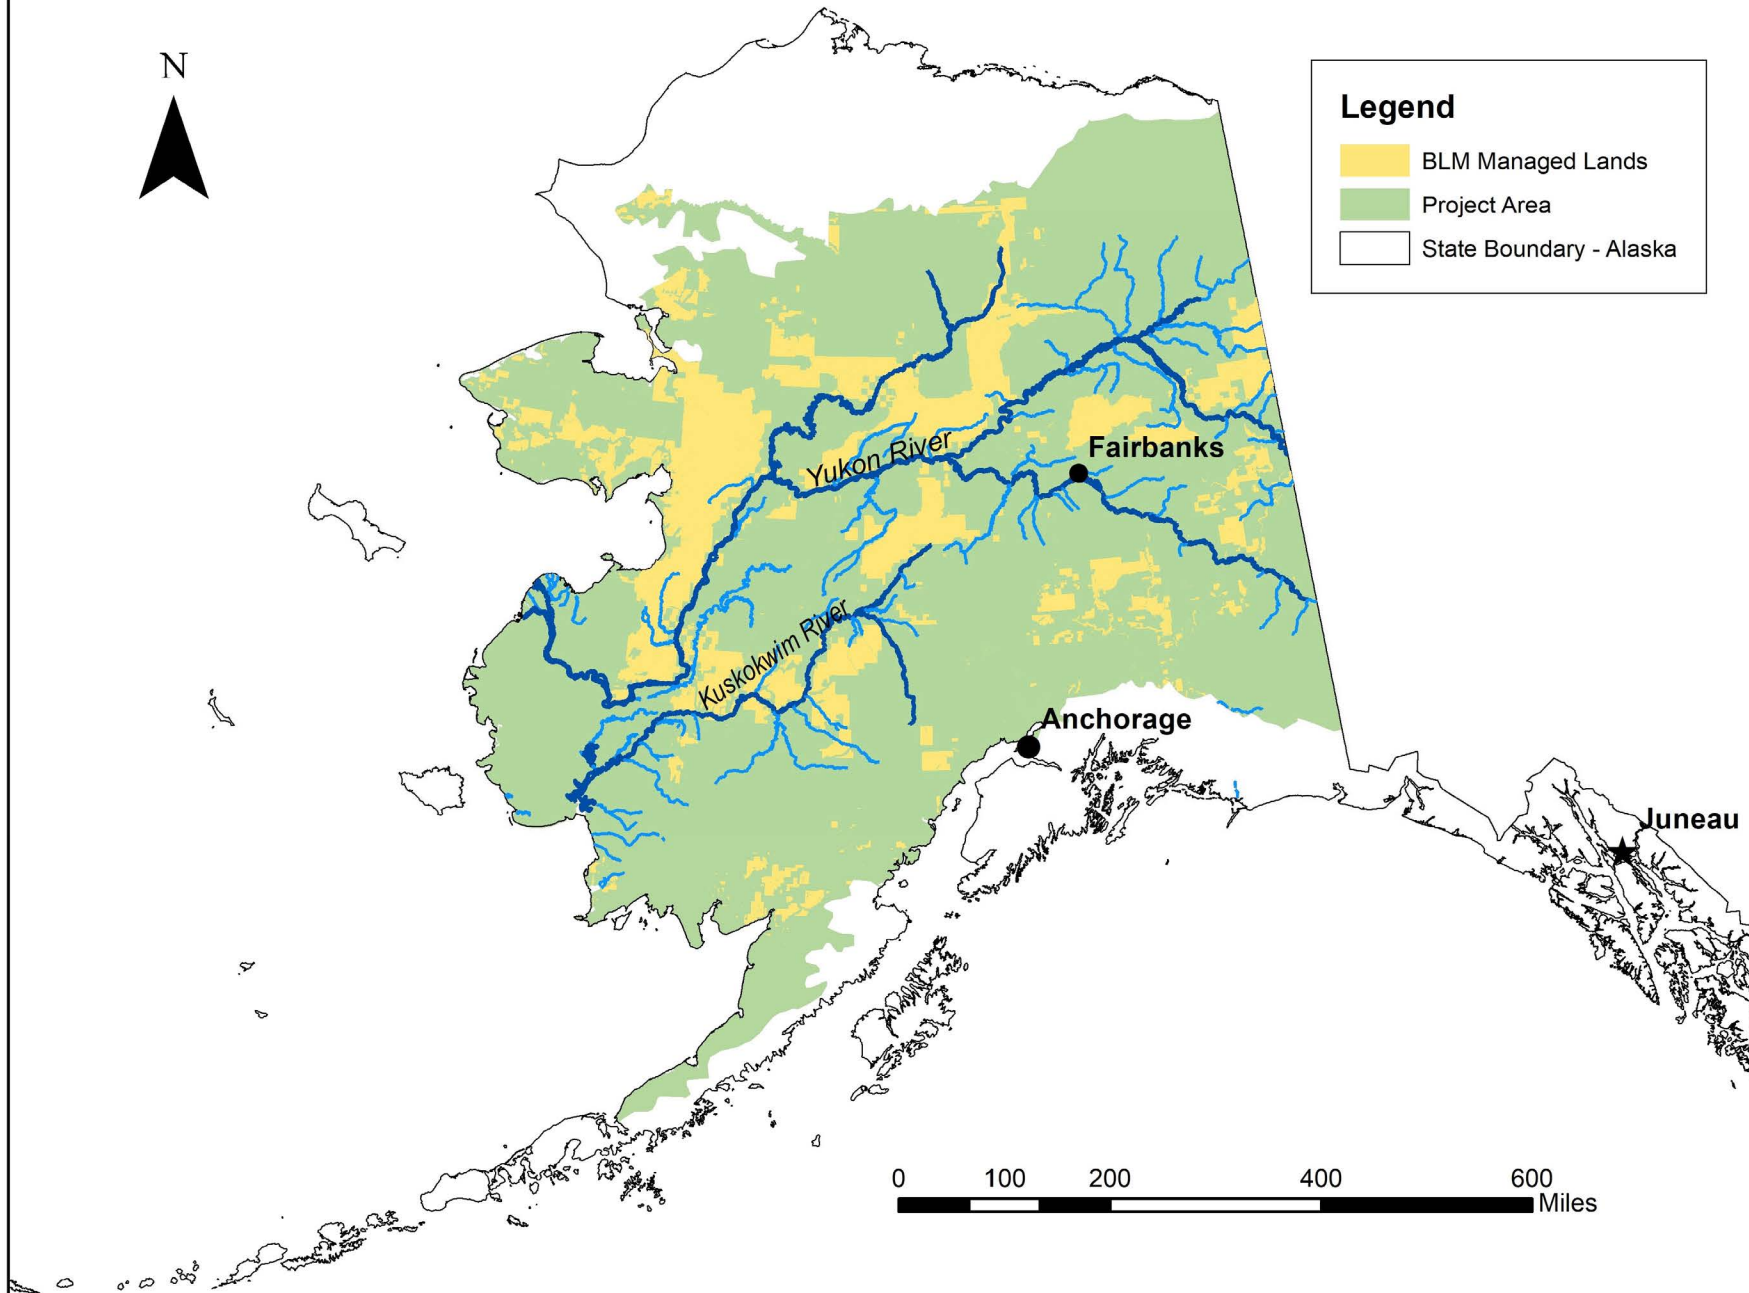 N
Legend
BLM Managed Lands
Project Area
State Boundary - Alaska
Yukon River
Fairbanks
Kuskokwim River
Anchorage
Juneau
0 100 200 400 600
Miles